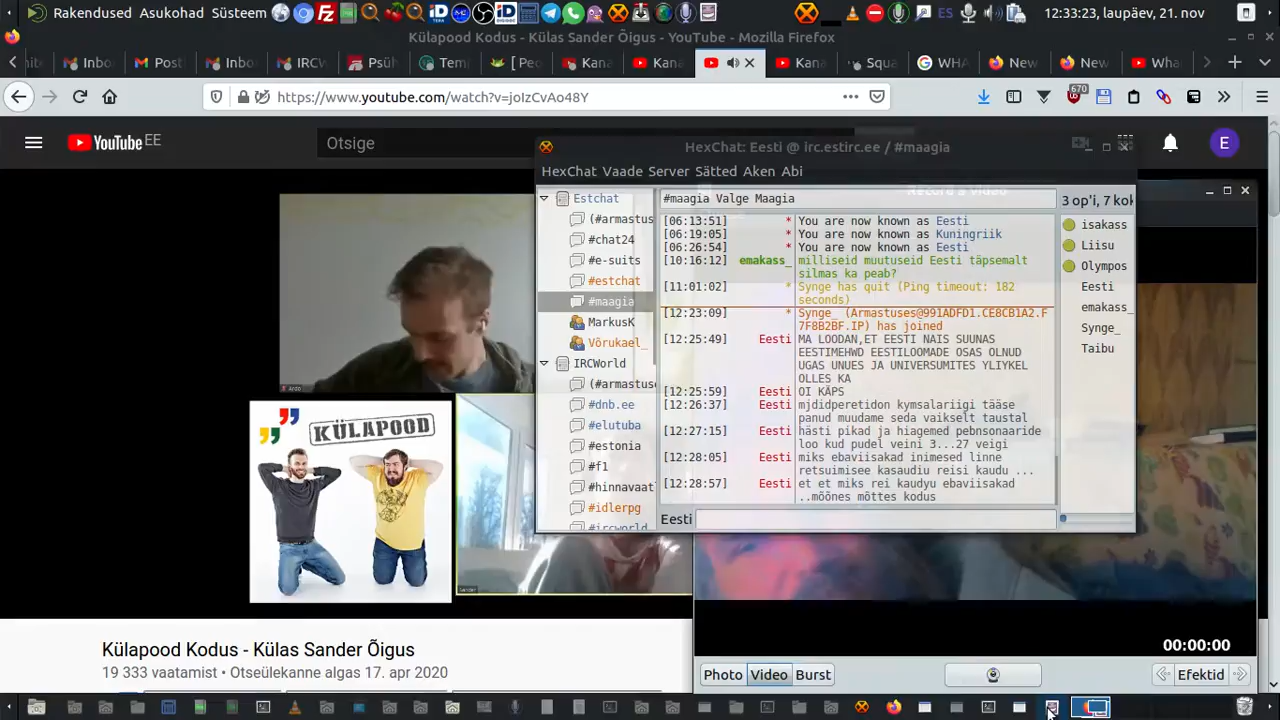 Rakendused Asukohad Süsteem
ES
12:33:23, laupäev, 21. nov
Külapood Kodus - Külas Sander Õigus - YouTube - Mozilla Firefox
Inbo
Post
Inbo
IRCW
Psüh
Tem
[ Peo
Kana
Kana
Kana
Squa
WHA
New
New
Wha
https://www.youtube.com/watch?v=joIzCvAo48Y
670
YouTube EE
Otsige
E
HexChat: Eesti @ irc.estirc.ee / #maagia
HexChat Vaade Server Sätted Aken Abi
Record a video
Estchat
(#armastus
#chat24
#e-suits
#estchat
#maagia
MarkusK
Võrukael_
IRCWorld
(#armastuse
#dnb.ee
#elutuba
#estonia
#f1
#hinnavaat
#idlerpg
#ircworld
#maagia Valge Maagia
[06:13:51] * You are now known as Eesti
[06:19:05] * You are now known as Kuningriik
[06:26:54] * You are now known as Eesti
[10:16:12] emakass_ milliseid muutuseid Eesti täpsemalt
silmas ka peab?
[11:01:02] * Synge has quit (Ping timeout: 182
seconds)
[12:23:09] * Synge_ (Armastuses@991ADFD1.CE8CB1A2.F
7F8B2BF.IP) has joined
[12:25:49] Eesti MA LOODAN,ET EESTI NAIS SUUNAS
EESTIMEHWD EESTILOOMADE OSAS OLNUD
UGAS UNUES JA UNIVERSUMITES YLIYKEL
OLLES KA
[12:25:59] Eesti OI KÄPS
[12:26:37] Eesti mjdidperetidon kymsalariigi tääse
panud muudame seda vaikselt taustal
[12:27:15] Eesti hästi pikad ja hiagemed pebnsonaaride
loo kud pudel veini 3...27 veigi
[12:28:05] Eesti miks ebaviisakad inimesed linne
retsuimisee kasaudiu reisi kaudu ...
[12:28:57] Eesti et et miks rei kaudyu ebaviisakad
..mõõnes mõttes kodus
Eesti
3 op'i, 7 kok
isakass
Liisu
Olympos
Eesti
emakass_
Synge_
Taibu
Ardo
KÜLAPOOD
Sander
00:00:00
Photo Video Burst
Efektid
Külapood Kodus - Külas Sander Õigus
19 333 vaatamist • Otseülekanne algas 17. apr 2020